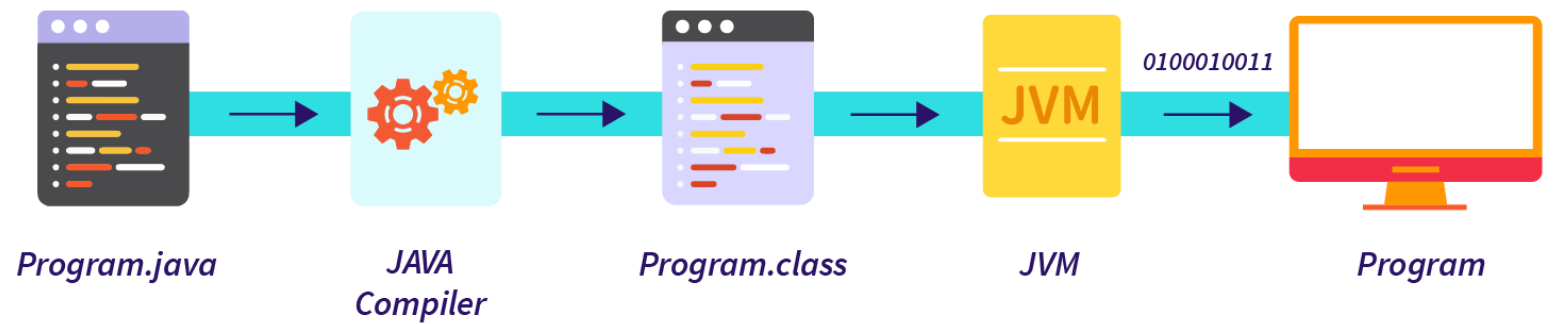 0100010011
JVM
Program.java
JAVA
Compiler
Program.class
JVM
Program